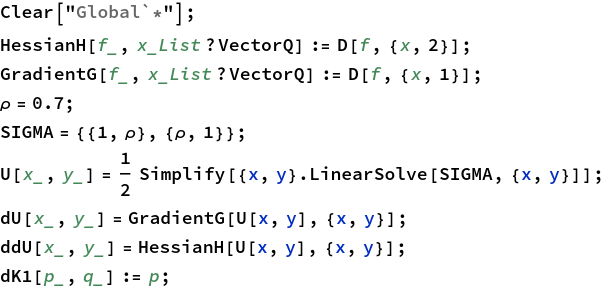 Clear["Global`*"];
HessianH[f_, x_List ? VectorQ] := D[f, {x, 2}];
GradientG[f_, x_List ? VectorQ] := D[f, {x, 1}];
ρ = 0.7;
SIGMA = {{1, ρ}, {ρ, 1}};
U[x_, y_] = 1/2 Simplify[{x, y}.LinearSolve[SIGMA, {x, y}]];
dU[x_, y_] = GradientG[U[x, y], {x, y}];
ddU[x_, y_] = HessianH[U[x, y], {x, y}];
dK1[p_, q_] := p;